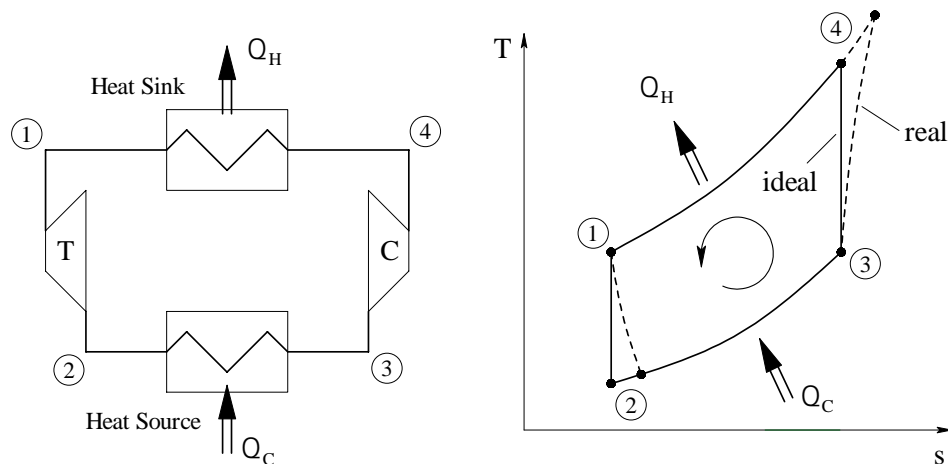 Q_H
Heat Sink
1
4
T
C
2
3
Heat Source
Q_C
T
4
Q_H
real
ideal
1
3
2
Q_C
s